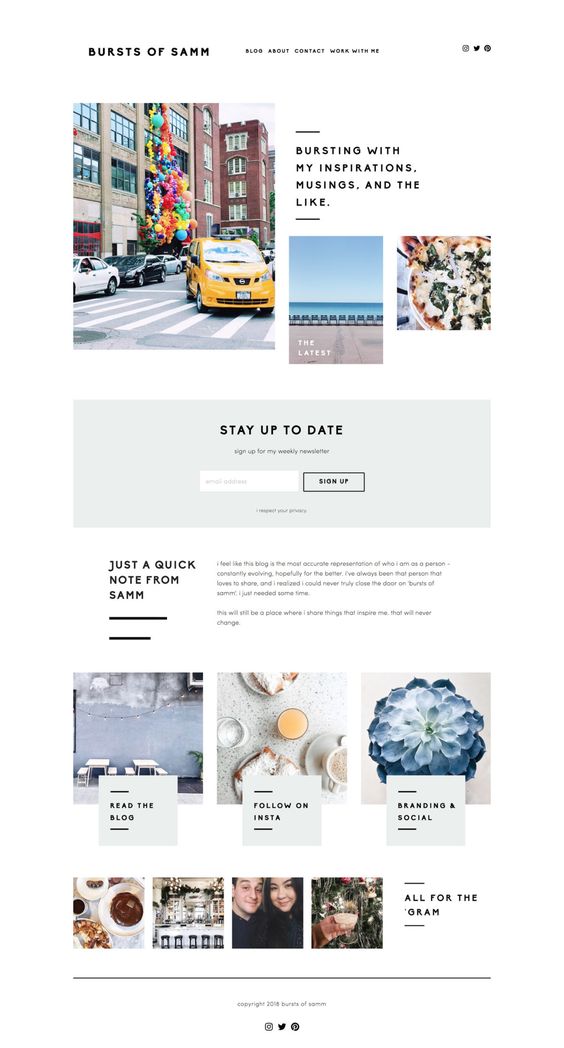 BURSTS OF SAMM
BLOG ABOUT CONTACT WORK WITH ME
BURSTING WITH
MY INSPIRATIONS,
MUSINGS, AND THE
LIKE.
THE
LATEST
STAY UP TO DATE
sign up for my weekly newsletter
email address
SIGN UP
i respect your privacy.
JUST A QUICK
NOTE FROM
SAMM
i feel like this blog is the most accurate representation of who i am as a person -
constantly evolving, hopefully for the better. i've always been that person that
loves to share, and i realized i could never truly close the door on 'bursts of
samm'. i just needed some time.
this will still be a place where i share things that inspire me. that will never
change.
READ THE
BLOG
FOLLOW ON
INSTA
BRANDING &
SOCIAL
ALL FOR THE
'GRAM
copyright 2018 bursts of samm